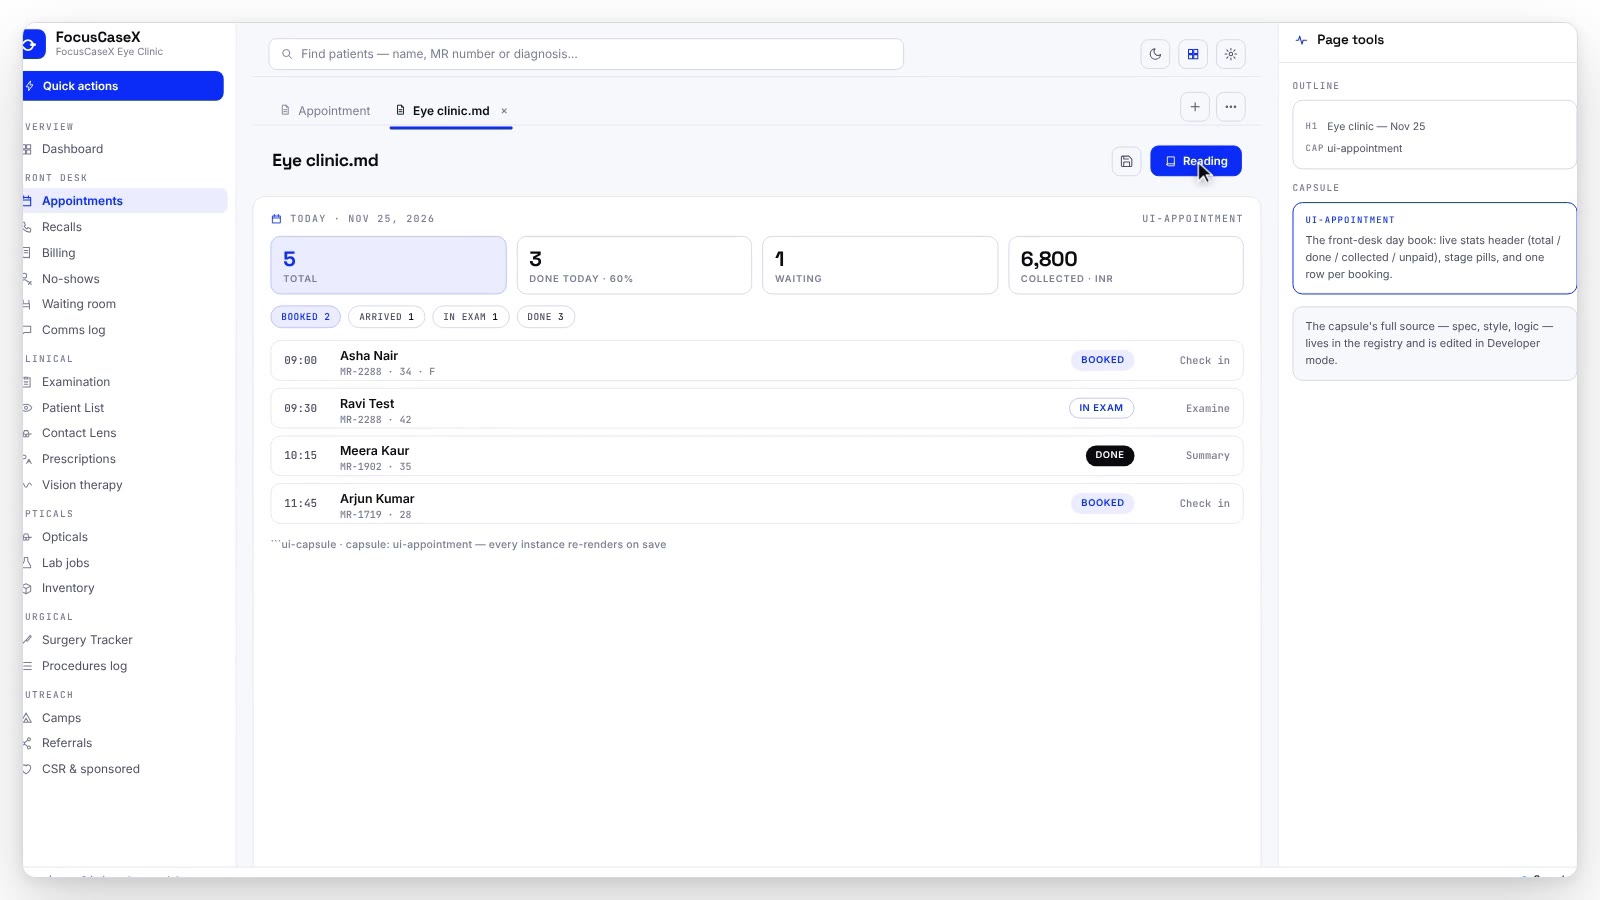 FocusCaseX
FocusCaseX Eye Clinic
Quick actions
VERVIEW
Dashboard
RONT DESK
Appointments
Recalls
Billing
No-shows
Waiting room
Comms log
LINICAL
Examination
Patient List
Contact Lens
Prescriptions
Vision therapy
PTICALS
Opticals
Lab jobs
Inventory
URGICAL
Surgery Tracker
Procedures log
UTREACH
Camps
Referrals
CSR & sponsored
Find patients — name, MR number or diagnosis...
Appointment
Eye clinic.md ×
Eye clinic.md
Reading
TODAY · NOV 25, 2026
UI-APPOINTMENT
5
TOTAL
3
DONE TODAY · 60%
1
WAITING
6,800
COLLECTED · INR
BOOKED 2
ARRIVED 1
IN EXAM 1
DONE 3
09:00
Asha Nair
MR-2288 · 34 · F
BOOKED
Check in
09:30
Ravi Test
MR-2288 · 42
IN EXAM
Examine
10:15
Meera Kaur
MR-1902 · 35
DONE
Summary
11:45
Arjun Kumar
MR-1719 · 28
BOOKED
Check in
```ui-capsule · capsule: ui-appointment — every instance re-renders on save
Page tools
OUTLINE
H1 Eye clinic — Nov 25
CAP ui-appointment
CAPSULE
UI-APPOINTMENT
The front-desk day book: live stats header (total /
done / collected / unpaid), stage pills, and one
row per booking.
The capsule's full source — spec, style, logic —
lives in the registry and is edited in Developer
mode.